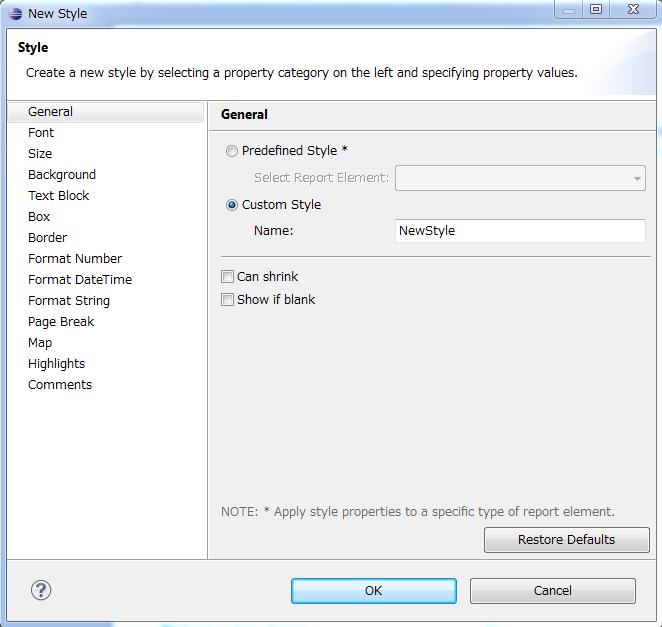 New Style
Style
Create a new style by selecting a property category on the left and specifying property values.
General
Font
Size
Background
Text Block
Box
Border
Format Number
Format DateTime
Format String
Page Break
Map
Highlights
Comments
General
Predefined Style *
Select Report Element:
Custom Style
Name:
NewStyle
Can shrink
Show if blank
NOTE: * Apply style properties to a specific type of report element.
Restore Defaults
?
OK
Cancel